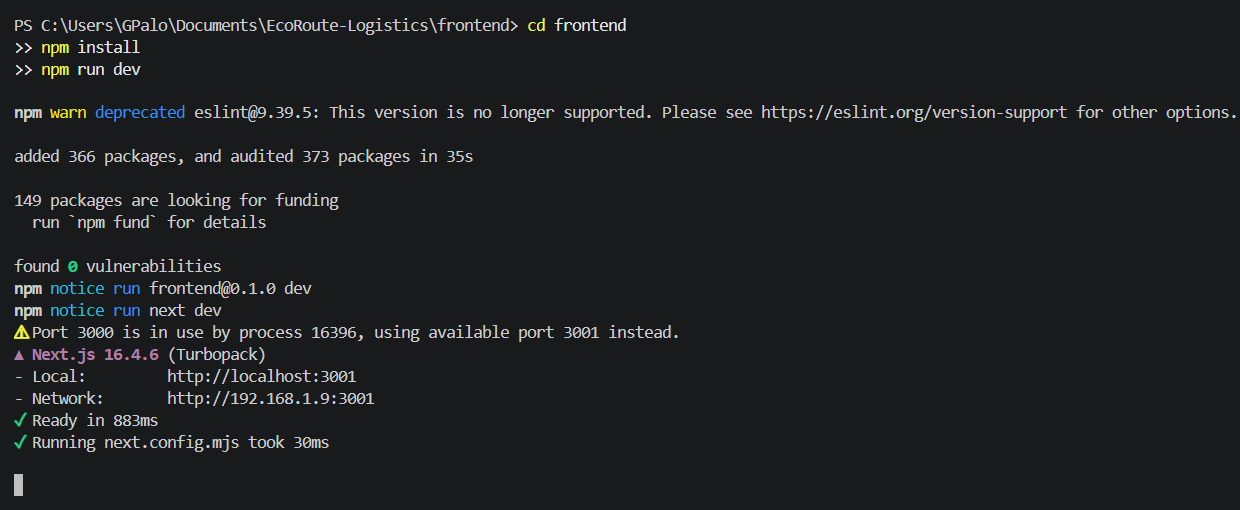 PS C:\Users\GPalo\Documents\EcoRoute-Logistics\frontend> cd frontend
>> npm install
>> npm run dev
npm warn deprecated eslint@9.39.5: This version is no longer supported. Please see https://eslint.org/version-support for other options.
added 366 packages, and audited 373 packages in 35s
149 packages are looking for funding
  run `npm fund` for details
found 0 vulnerabilities
npm notice run frontend@0.1.0 dev
npm notice run next dev
⚠ Port 3000 is in use by process 16396, using available port 3001 instead.
▲ Next.js 16.4.6 (Turbopack)
- Local:         http://localhost:3001
- Network:       http://192.168.1.9:3001
✓ Ready in 883ms
✓ Running next.config.mjs took 30ms